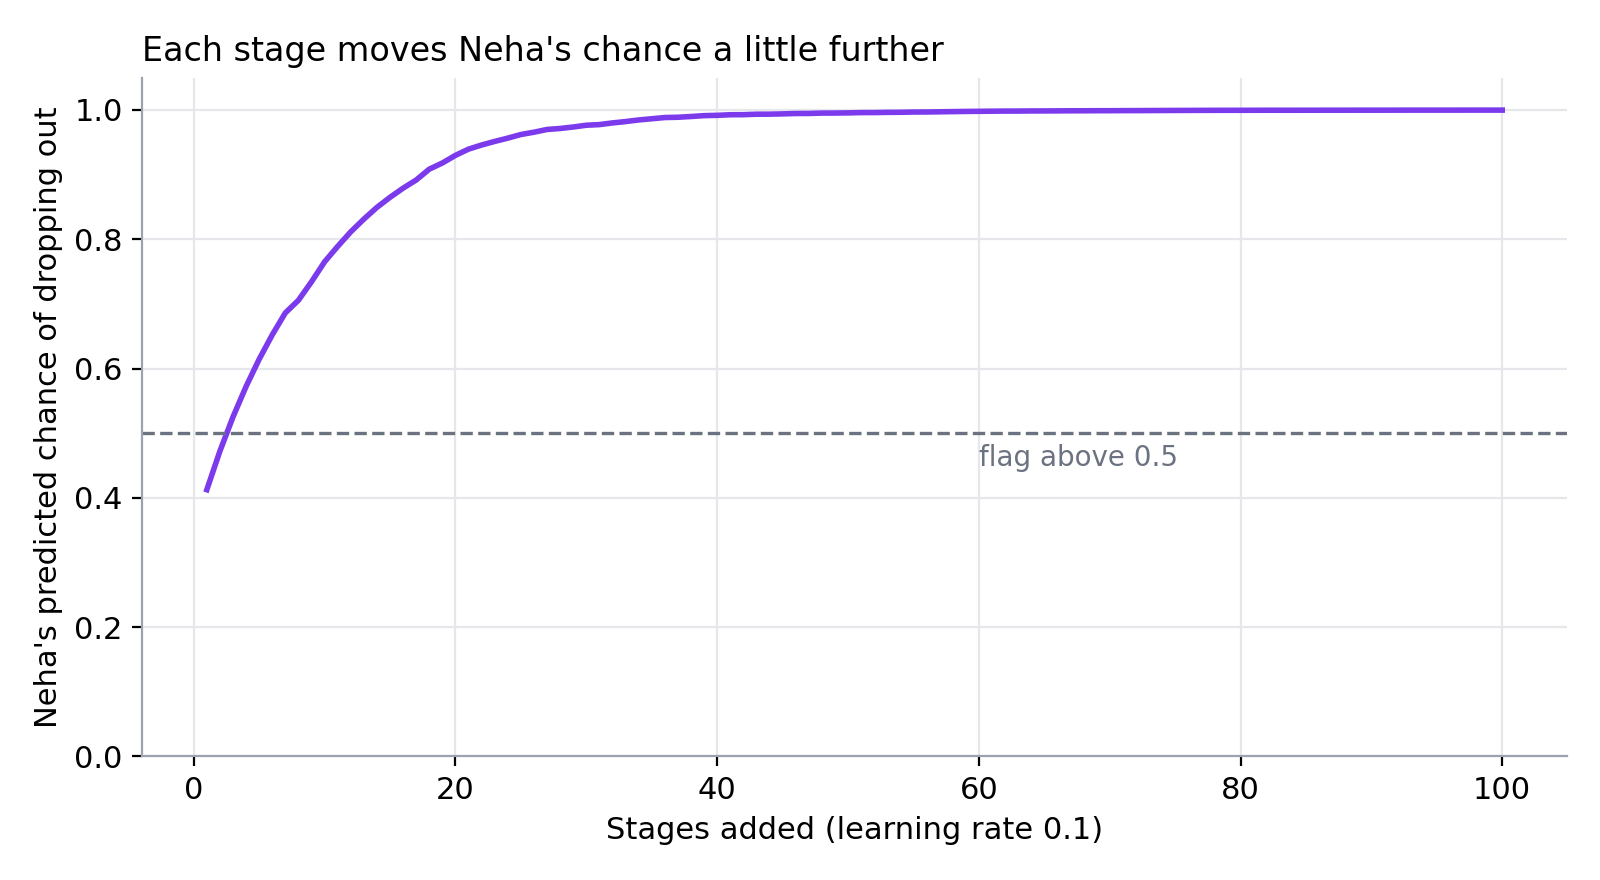 Each stage moves Neha's chance a little further
Neha's predicted chance of dropping out
1.0
0.8
0.6
0.4
0.2
0.0
flag above 0.5
0 20 40 60 80 100
Stages added (learning rate 0.1)